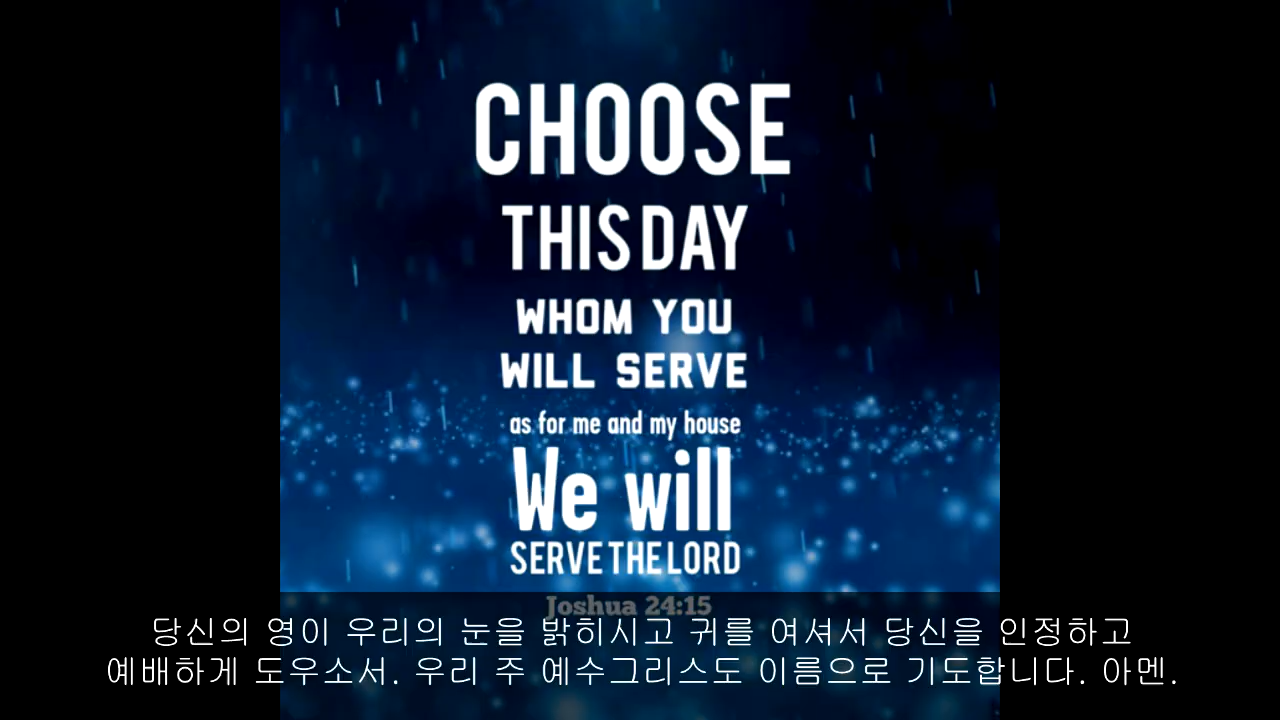 CHOOSE
THIS DAY
WHOM YOU
WILL SERVE
as for me and my house
We will
SERVE THE LORD
Joshua 24:15
당신의 영이 우리의 눈을 밝히시고 귀를 여셔서 당신을 인정하고
예배하게 도우소서. 우리 주 예수그리스도 이름으로 기도합니다. 아멘.